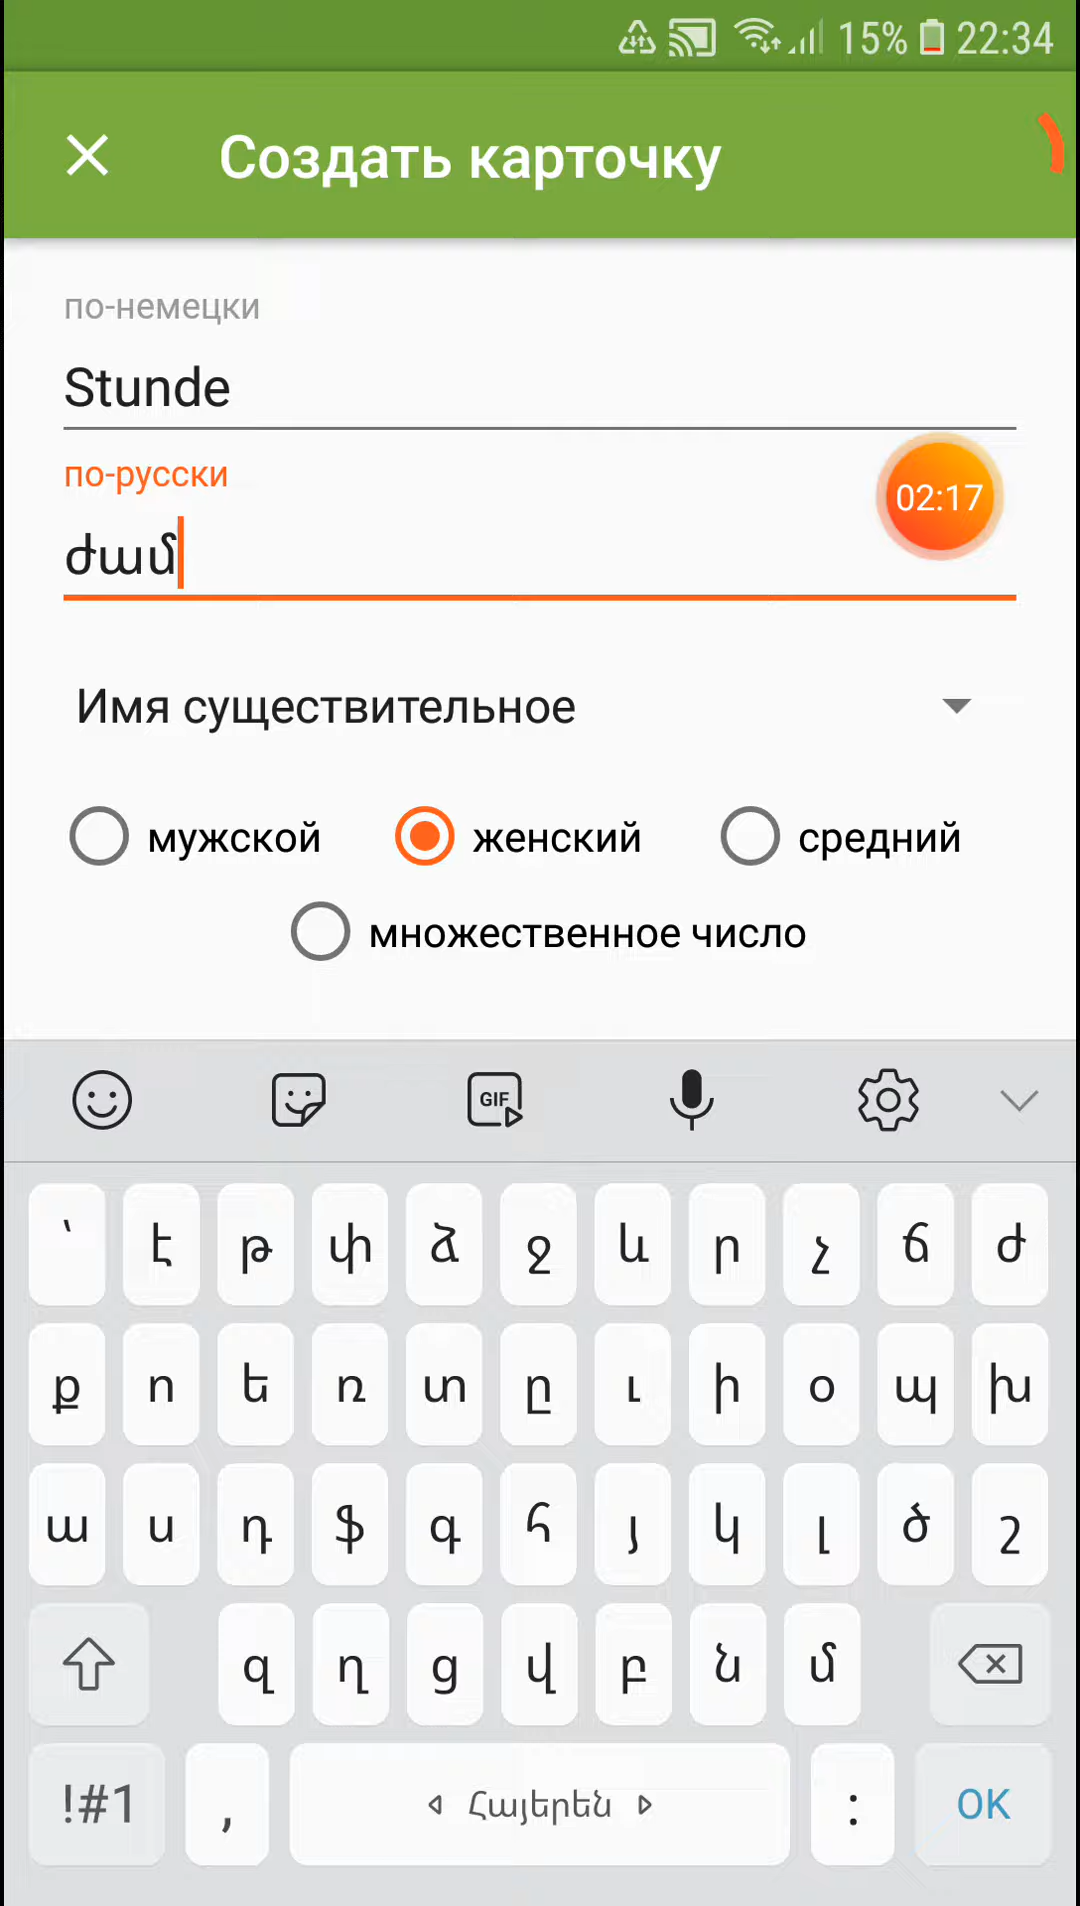 15% 22:34
Создать карточку
по-немецки
Stunde
по-русски
02:17
ժամ
Имя существительное
мужской женский средний
множественное число
GIF
՝ է թ փ ձ ջ և ր չ ճ ժ
ք ո ե ռ տ ը ւ ի օ պ խ
ա ս դ ֆ գ հ յ կ լ ծ շ
զ ղ ց վ բ ն մ
!#1 , Հայերեն : OK